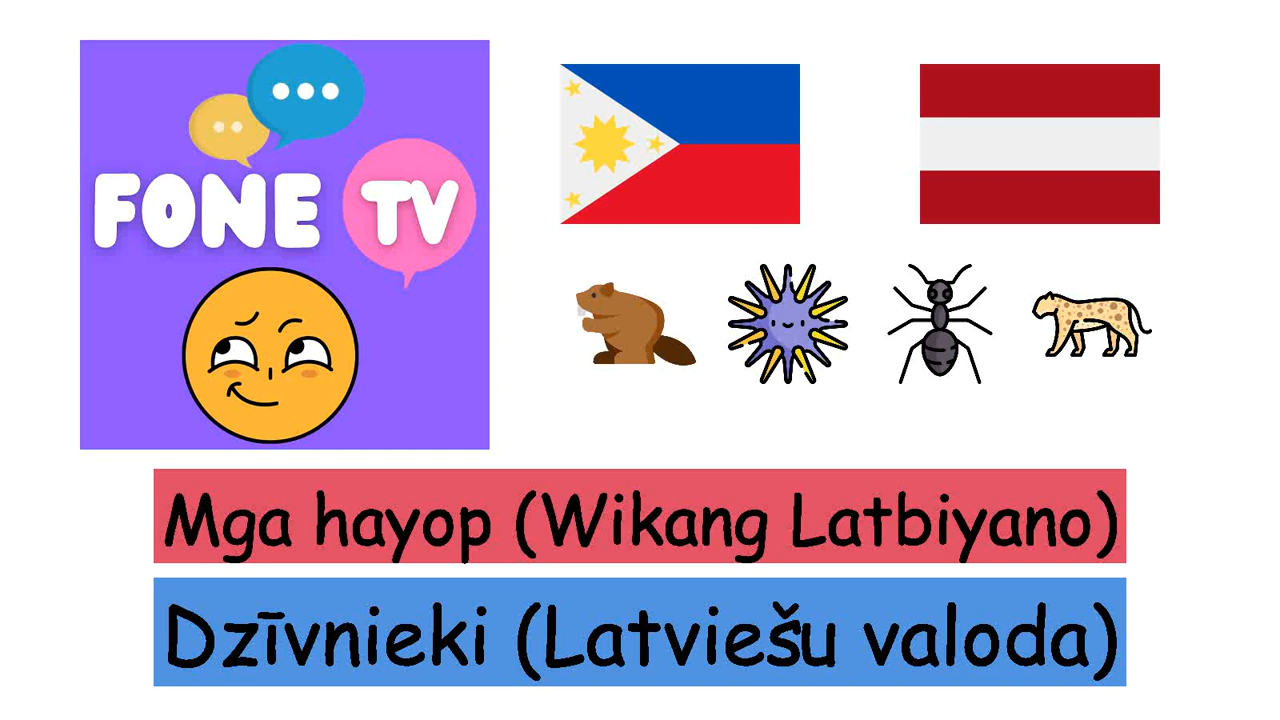 FONE TV
Mga hayop (Wikang Latbiyano)
Dzīvnieki (Latviešu valoda)